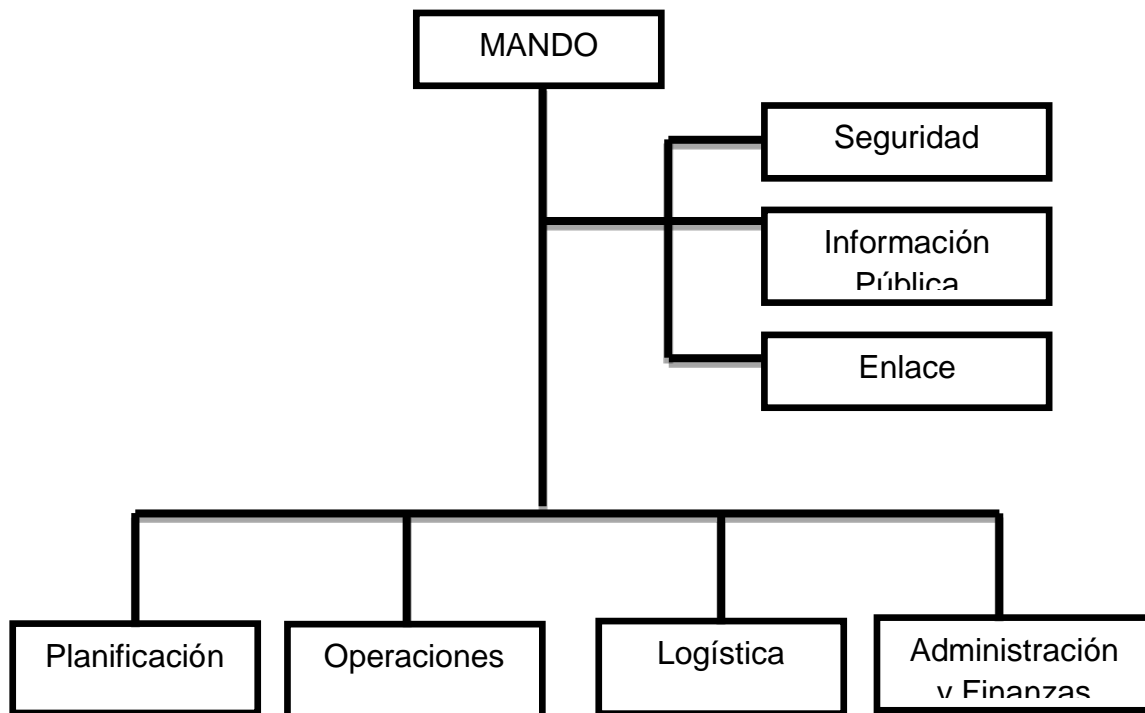 MANDO
Seguridad
Información
Pública
Enlace
Planificación
Operaciones
Logística
Administración
y Finanzas